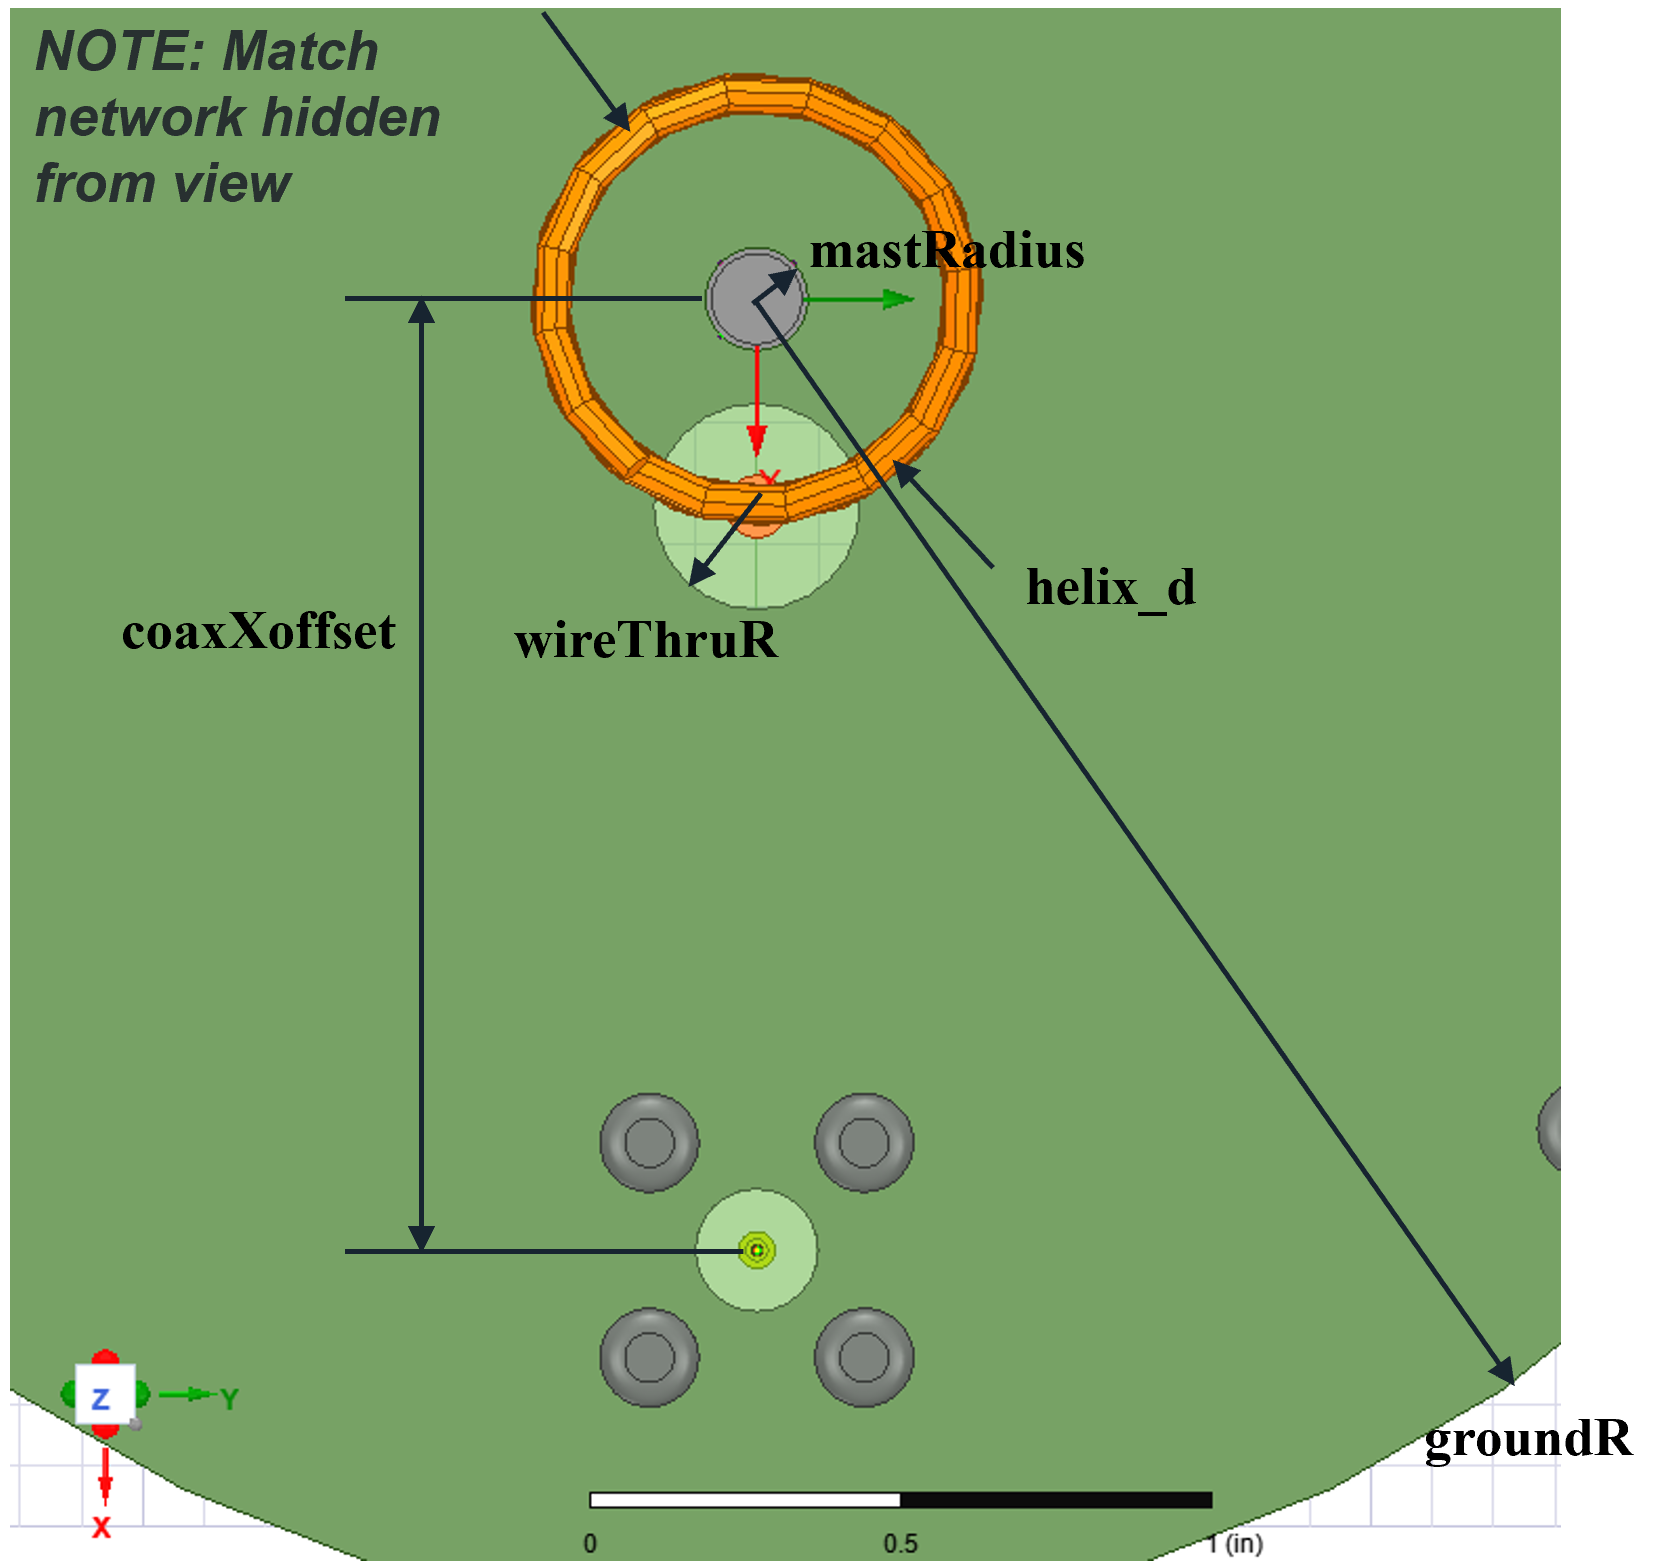 NOTE: Match
network hidden
from view
mastRadius
X
helix_d
coaxXoffset
wireThruR
Z
Y
groundR
X
0
0.5
1 (in)